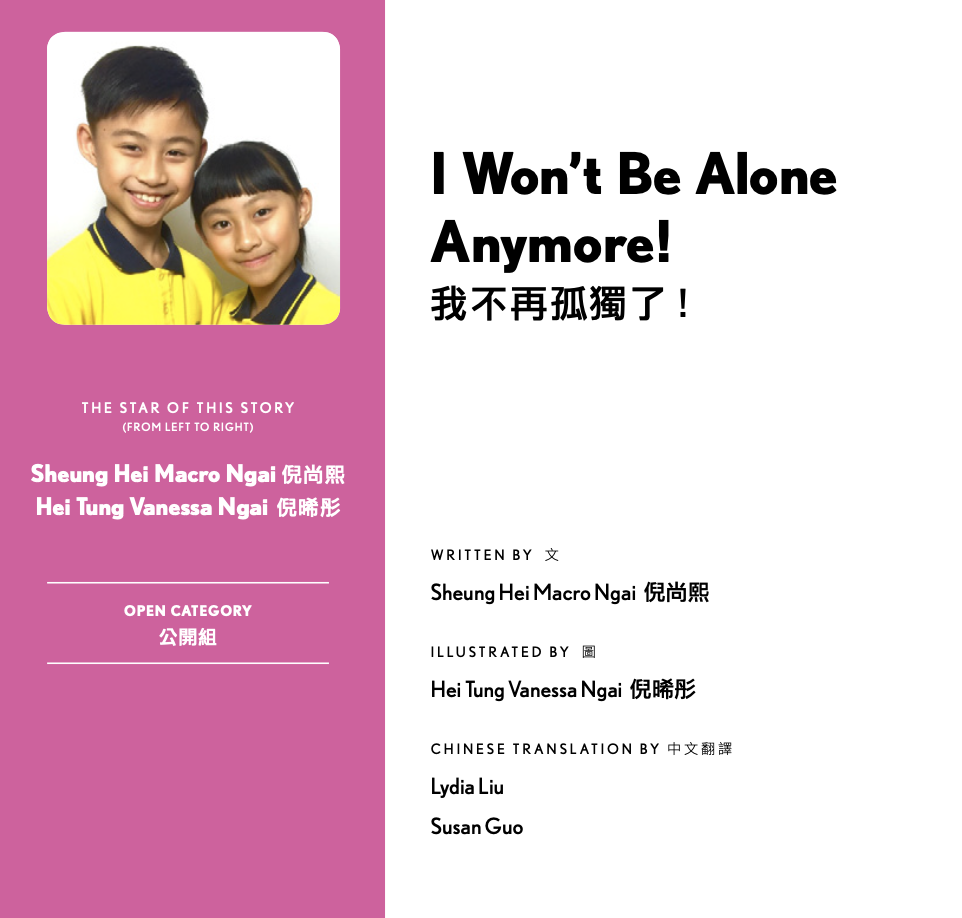 THE STAR OF THIS STORY
(FROM LEFT TO RIGHT)
Sheung Hei Macro Ngai 倪尚熙
Hei Tung Vanessa Ngai 倪晞彤
OPEN CATEGORY
公開組
I Won’t Be Alone
Anymore!
我不再孤獨了！
WRITTEN BY 文
Sheung Hei Macro Ngai 倪尚熙
ILLUSTRATED BY 圖
Hei Tung Vanessa Ngai 倪晞彤
CHINESE TRANSLATION BY 中文翻譯
Lydia Liu
Susan Guo